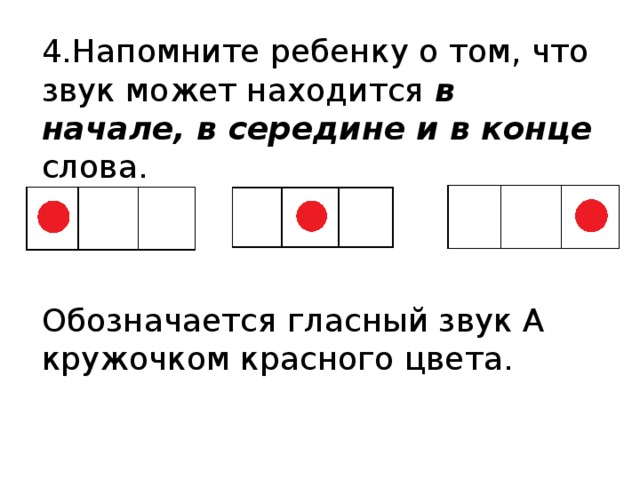 4.Напомните ребенку о том, что
звук может находится в
начале, в середине и в конце
слова.
Обозначается гласный звук А
кружочком красного цвета.